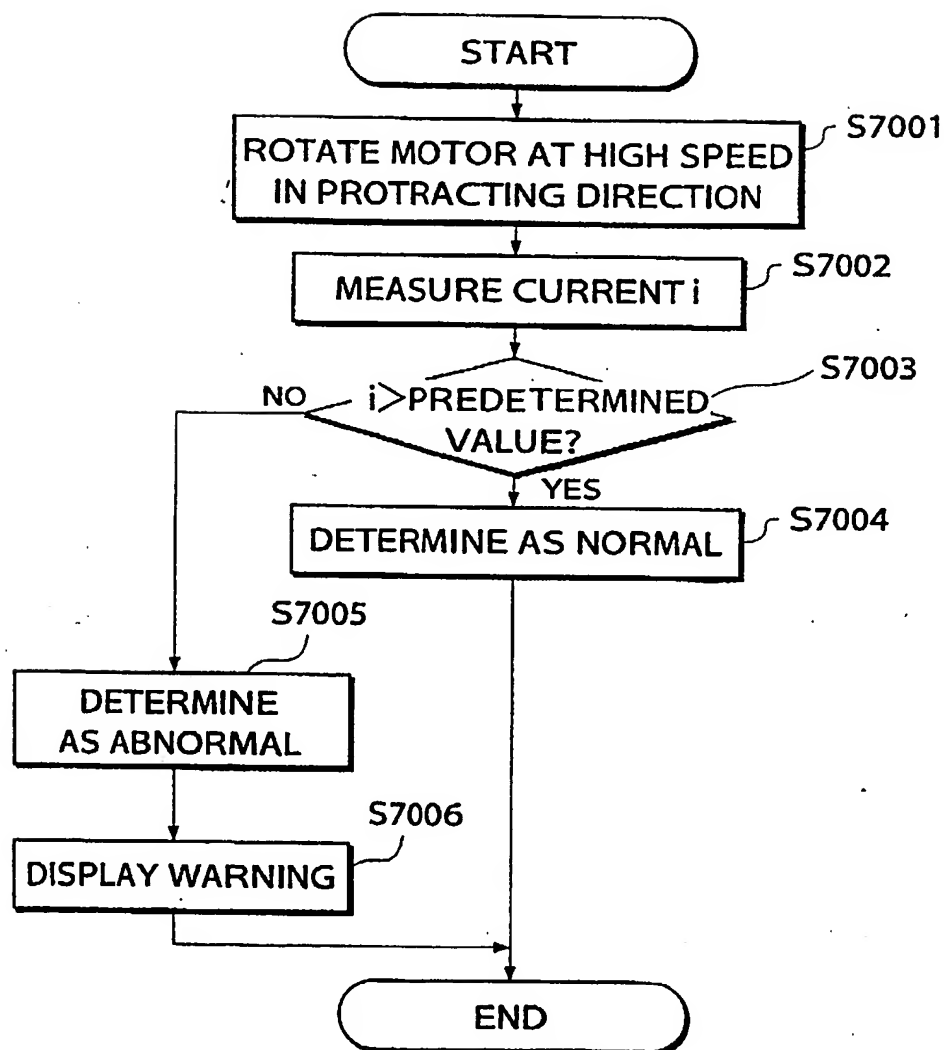 START
S7001
ROTATE MOTOR AT HIGH SPEED
IN PROTRACTING DIRECTION
S7002
MEASURE CURRENT i
S7003
NO
i>PREDETERMINED
VALUE?
YES
S7004
DETERMINE AS NORMAL
S7005
DETERMINE
AS ABNORMAL
S7006
DISPLAY WARNING
END